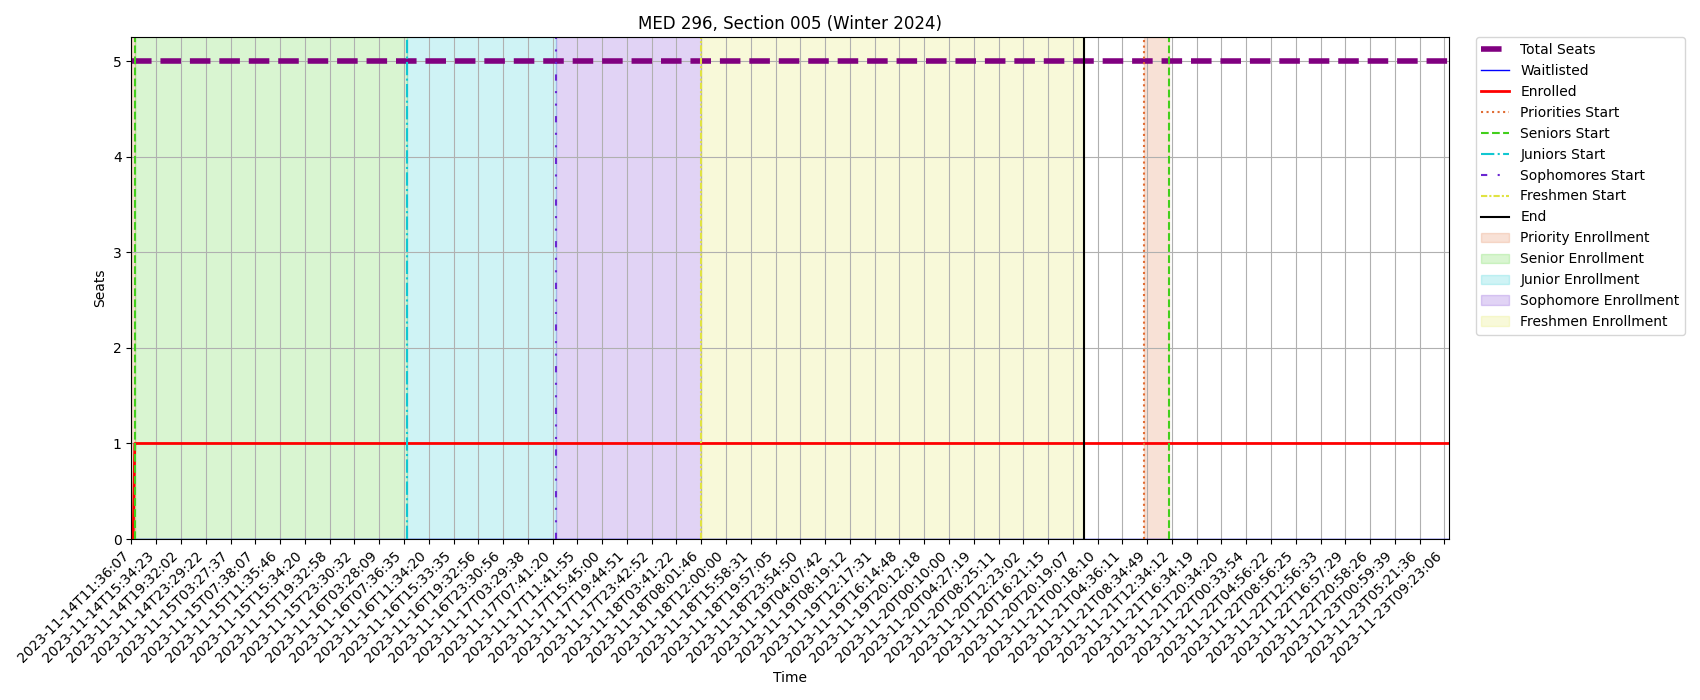 MED 296, Section 005 (Winter 2024)
Total Seats
Waitlisted
Enrolled
Priorities Start
Seniors Start
Juniors Start
Sophomores Start
Freshmen Start
End
Priority Enrollment
Senior Enrollment
Junior Enrollment
Sophomore Enrollment
Freshmen Enrollment
Seats
5
4
3
2
1
0
2023-11-14T11:36:07
2023-11-14T15:34:23
2023-11-14T19:32:02
2023-11-14T23:29:22
2023-11-15T03:27:37
2023-11-15T07:38:07
2023-11-15T11:35:46
2023-11-15T15:34:20
2023-11-15T19:32:58
2023-11-15T23:30:32
2023-11-16T03:28:09
2023-11-16T07:36:35
2023-11-16T11:34:20
2023-11-16T15:33:35
2023-11-16T19:32:56
2023-11-16T23:30:56
2023-11-17T03:29:38
2023-11-17T07:41:20
2023-11-17T11:41:55
2023-11-17T15:45:00
2023-11-17T19:44:51
2023-11-17T23:42:52
2023-11-18T03:41:22
2023-11-18T08:01:46
2023-11-18T12:00:00
2023-11-18T15:58:31
2023-11-18T19:57:05
2023-11-18T23:54:50
2023-11-19T04:07:42
2023-11-19T08:19:12
2023-11-19T12:17:31
2023-11-19T16:14:48
2023-11-19T20:12:18
2023-11-20T00:10:00
2023-11-20T04:27:19
2023-11-20T08:25:11
2023-11-20T12:23:02
2023-11-20T16:21:15
2023-11-20T20:19:07
2023-11-21T00:18:10
2023-11-21T04:36:11
2023-11-21T08:34:49
2023-11-21T12:34:12
2023-11-21T16:34:19
2023-11-21T20:34:20
2023-11-22T00:33:54
2023-11-22T04:56:22
2023-11-22T08:56:25
2023-11-22T12:56:33
2023-11-22T16:57:29
2023-11-22T20:58:26
2023-11-23T00:59:39
2023-11-23T05:21:36
2023-11-23T09:23:06
Time